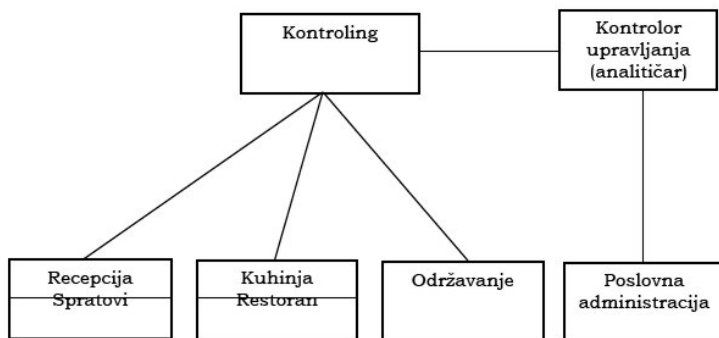 Kontroling
Kontrolor
upravljanja
(analitičar)
Recepcija
Spratovi
Kuhinja
Restoran
Održavanje
Poslovna
administracija